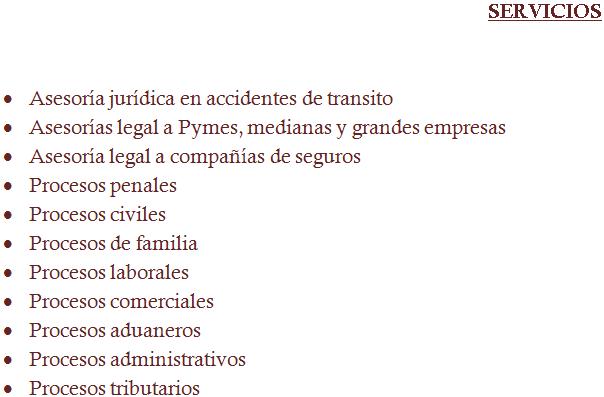 SERVICIOS
• Asesoría jurídica en accidentes de transito
• Asesorías legal a Pymes, medianas y grandes empresas
• Asesoría legal a compañías de seguros
• Procesos penales
• Procesos civiles
• Procesos de familia
• Procesos laborales
• Procesos comerciales
• Procesos aduaneros
• Procesos administrativos
• Procesos tributarios